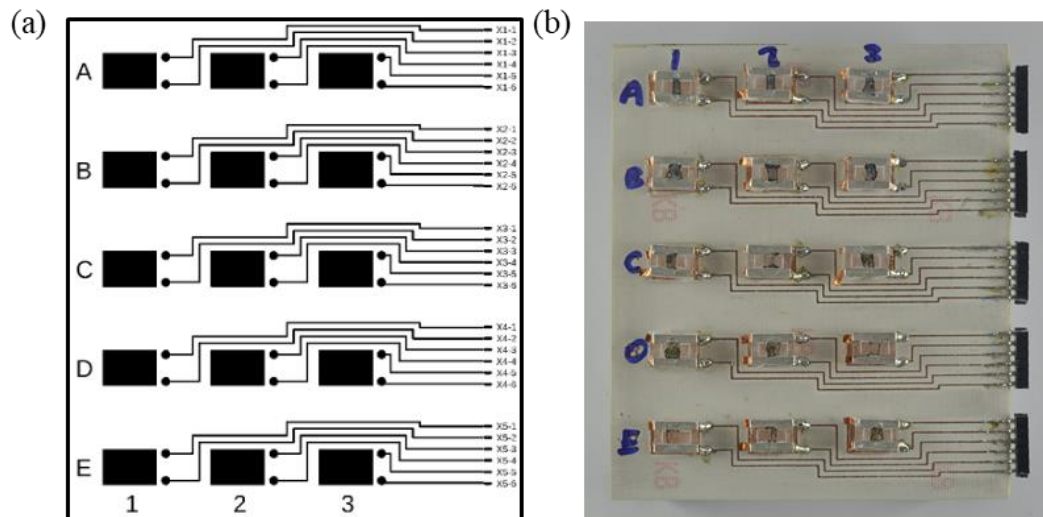 (a)
X1-1
X1-2
X1-3
X1-4
A
X1-5
X1-6
X2-1
X2-2
X2-3
B
X2-4
X2-5
X2-6
X3-1
X3-2
X3-3
C
X3-4
X3-5
X3-6
X4-1
X4-2
X4-3
D
X4-4
X4-5
X4-6
X5-1
X5-2
X5-3
E
X5-4
X5-5
X5-6
1 2 3
(b)
1 2 3
A
B
KB
C
D
E
KB